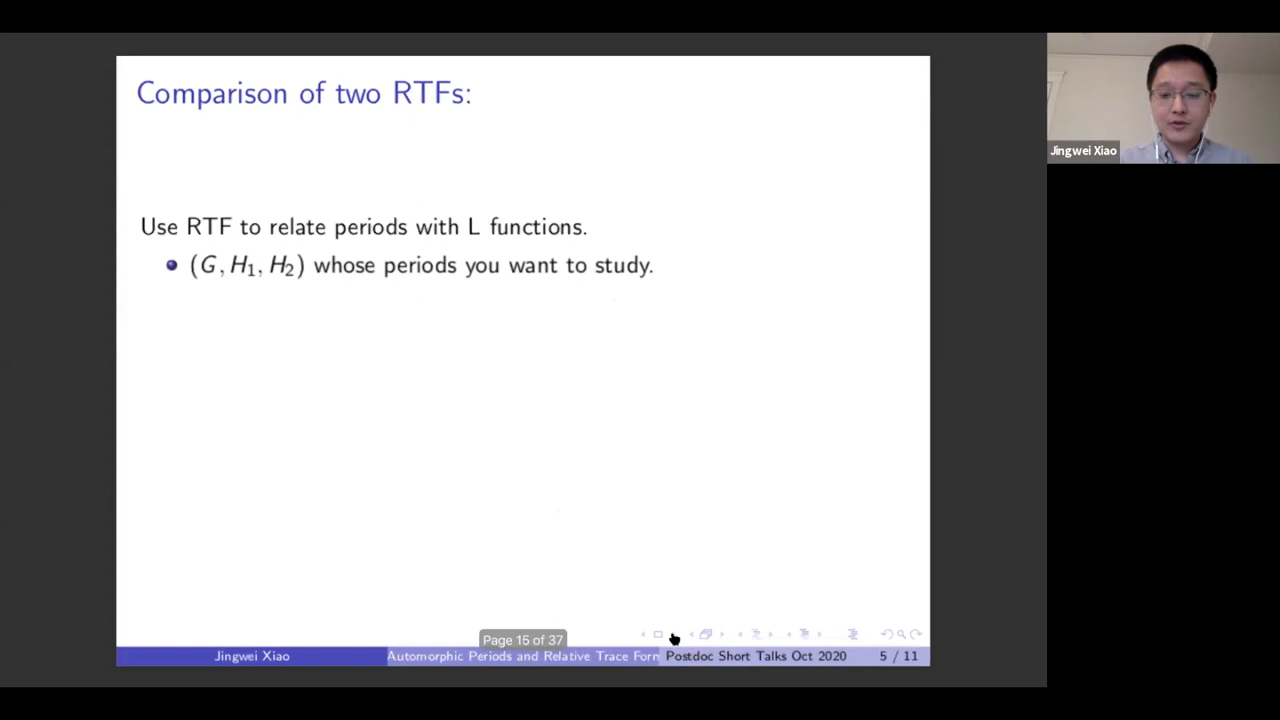 Comparison of two RTFs:
Use RTF to relate periods with L functions.
(G, H₁, H₂) whose periods you want to study.
Jingwei Xiao
Page 15 of 37
Jingwei Xiao
Automorphic Periods and Relative Trace Form
Postdoc Short Talks Oct 2020
5 / 11